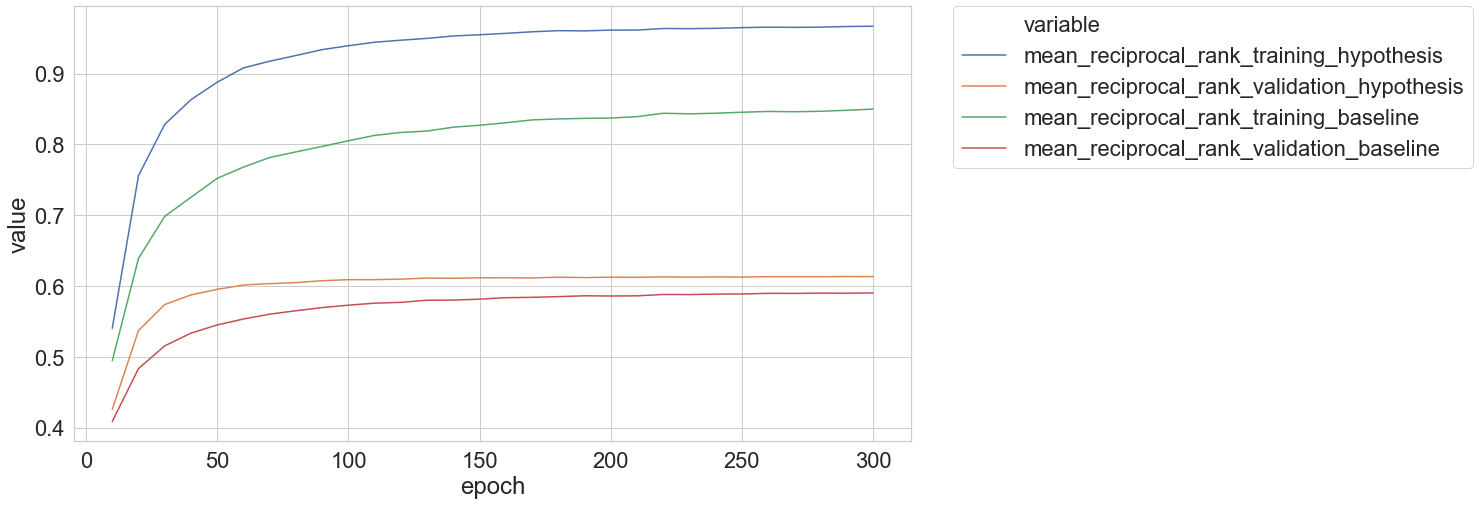 variable
mean_reciprocal_rank_training_hypothesis
mean_reciprocal_rank_validation_hypothesis
mean_reciprocal_rank_training_baseline
mean_reciprocal_rank_validation_baseline
0.9
0.8
0.7
0.6
0.5
0.4
value
0 50 100 150 200 250 300
epoch